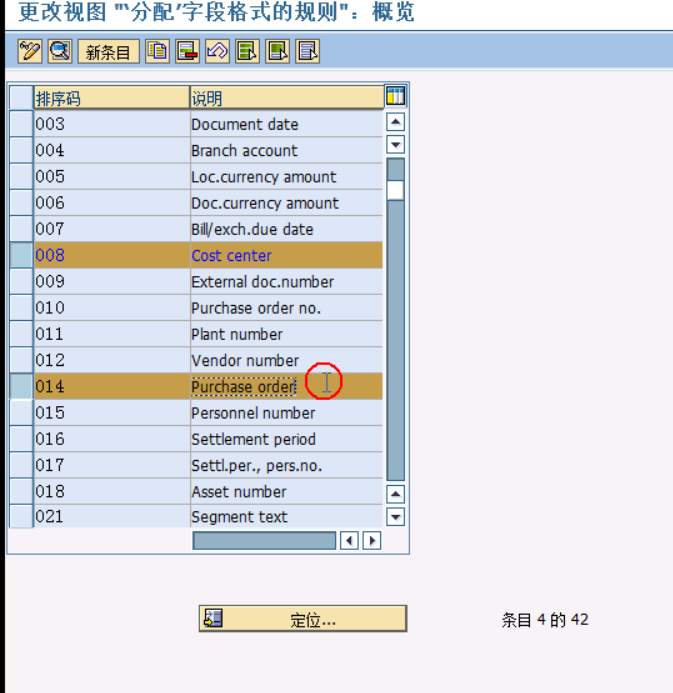 更改视图 "‘分配’字段格式的规则"：概览
新条目
排序码 说明
003 Document date
004 Branch account
005 Loc.currency amount
006 Doc.currency amount
007 Bill/exch.due date
008 Cost center
009 External doc.number
010 Purchase order no.
011 Plant number
012 Vendor number
014 Purchase order
015 Personnel number
016 Settlement period
017 Settl.per., pers.no.
018 Asset number
021 Segment text
定位... 条目 4 的 42